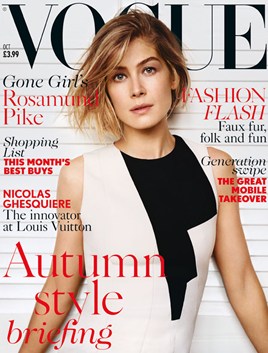 VOGUE
OCT
£3.99
Gone Girl's
Rosamund
Pike
Shopping
List
THIS MONTH'S
BEST BUYS
NICOLAS
GHESQUIERE
The innovator
at Louis Vuitton
FASHION
FLASH
Faux fur,
folk and fun
Generation
swipe
THE GREAT
MOBILE
TAKEOVER
Autumn
style
briefing